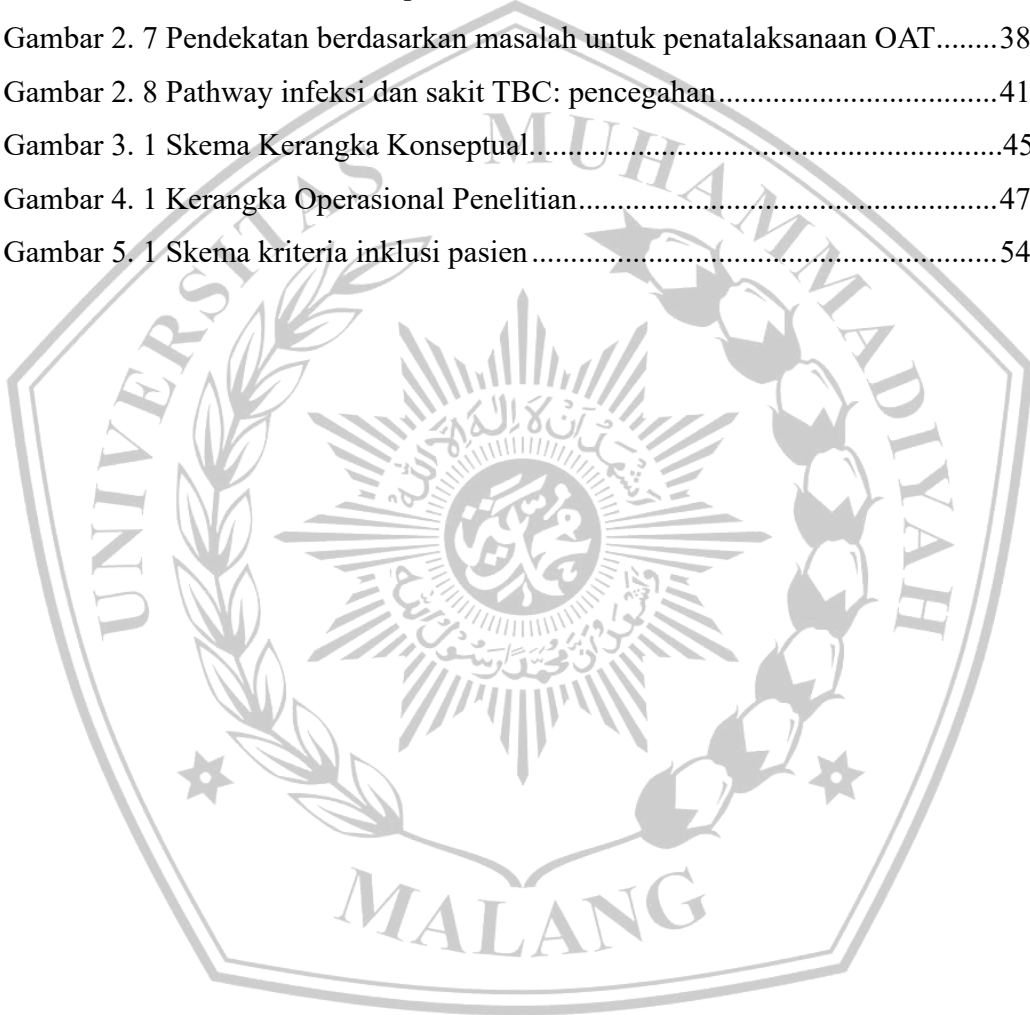 Gambar 2. 7 Pendekatan berdasarkan masalah untuk penatalaksanaan OAT........38
Gambar 2. 8 Pathway infeksi dan sakit TBC: pencegahan...................................41
Gambar 3. 1 Skema Kerangka Konseptual............................................................45
Gambar 4. 1 Kerangka Operasional Penelitian.....................................................47
Gambar 5. 1 Skema kriteria inklusi pasien...........................................................54
UNIVERSITAS MUHAMMADIYAH
MALANG